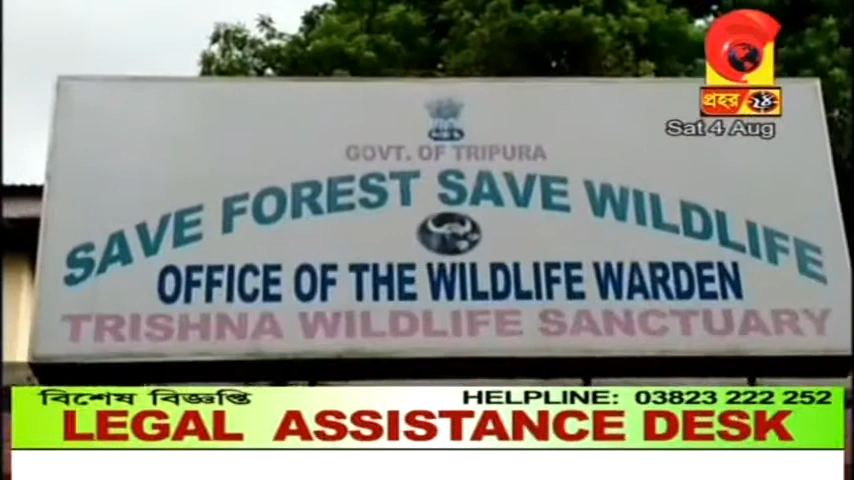 প্রহর ২৪
Sat 4 Aug
GOVT. OF TRIPURA
SAVE FOREST SAVE WILDLIFE
OFFICE OF THE WILDLIFE WARDEN
TRISHNA WILDLIFE SANCTUARY
বিশেষ বিজ্ঞপ্তি HELPLINE: 03823 222 252
LEGAL ASSISTANCE DESK